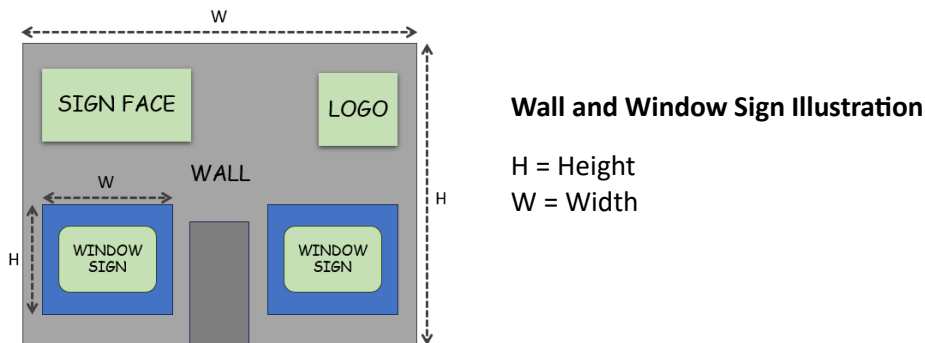 W
SIGN FACE
LOGO
WALL
W
H
H
WINDOW
SIGN
WINDOW
SIGN
Wall and Window Sign Illustration
H = Height
W = Width